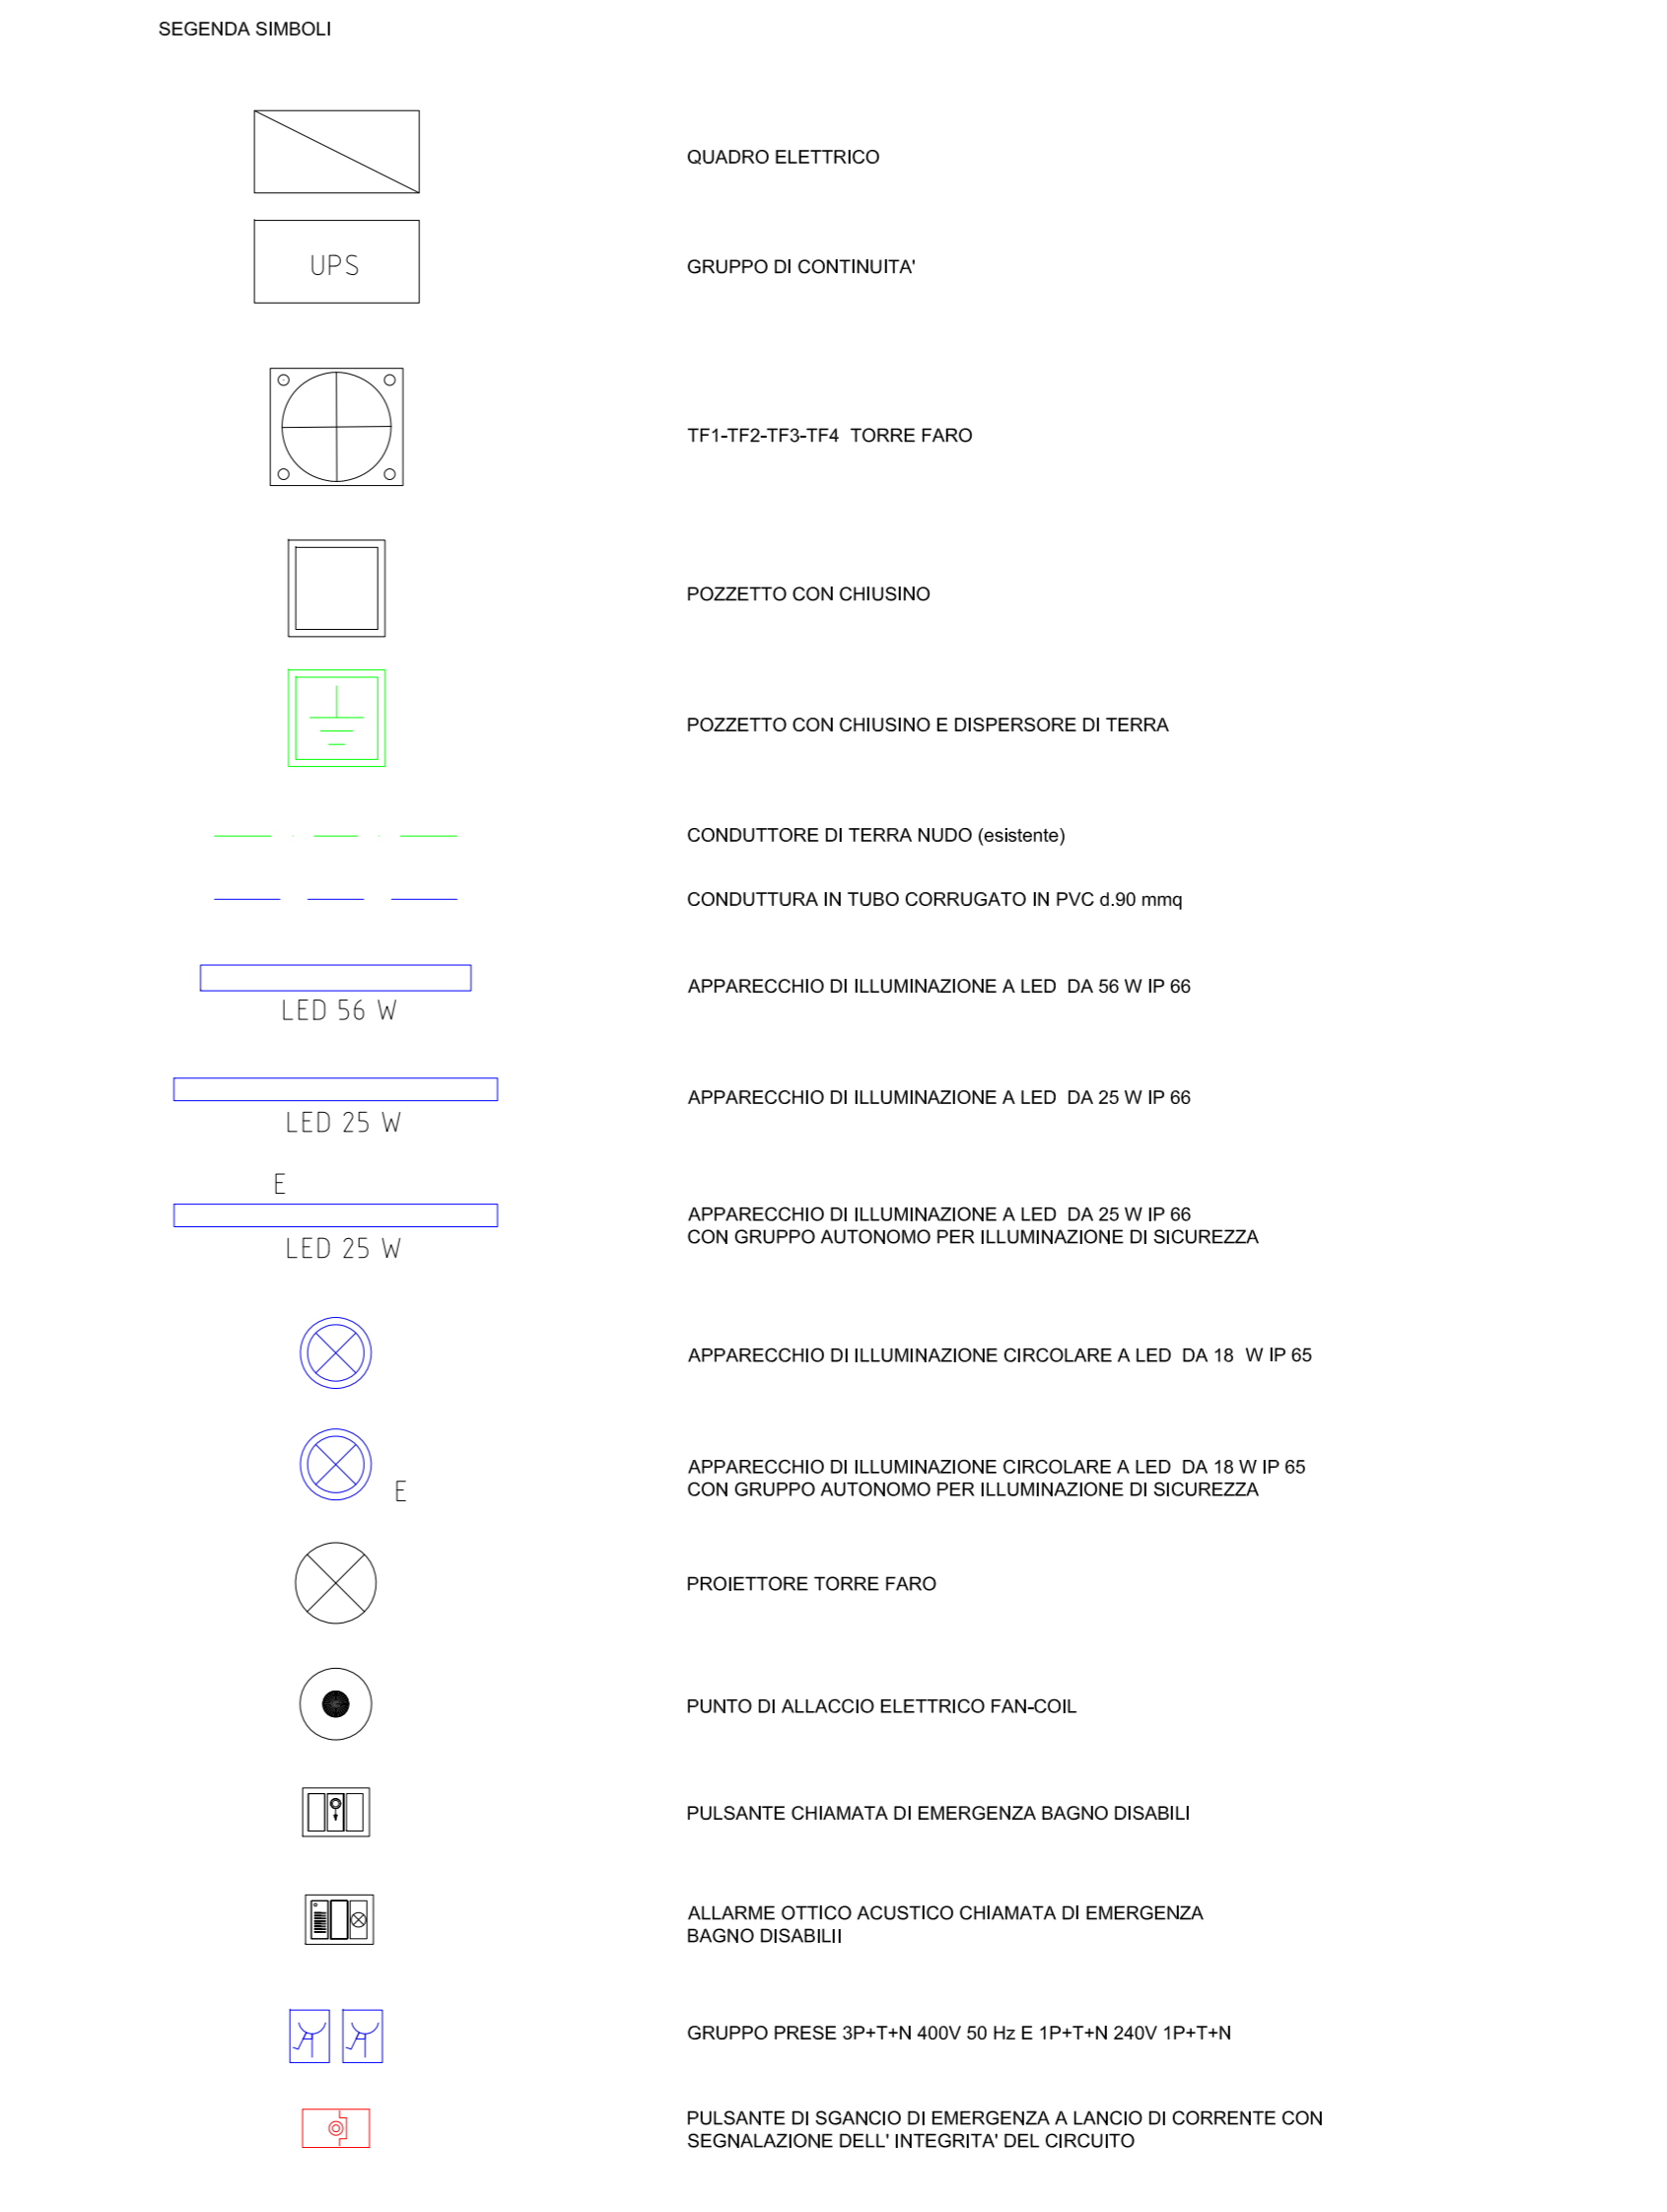 SEGENDA SIMBOLI
QUADRO ELETTRICO
UPS
GRUPPO DI CONTINUITA'
TF1-TF2-TF3-TF4 TORRE FARO
POZZETTO CON CHIUSINO
POZZETTO CON CHIUSINO E DISPERSORE DI TERRA
CONDUTTORE DI TERRA NUDO (esistente)
CONDUTTURA IN TUBO CORRUGATO IN PVC d.90 mmq
APPARECCHIO DI ILLUMINAZIONE A LED DA 56 W IP 66
LED 56 W
APPARECCHIO DI ILLUMINAZIONE A LED DA 25 W IP 66
LED 25 W
E
APPARECCHIO DI ILLUMINAZIONE A LED DA 25 W IP 66
CON GRUPPO AUTONOMO PER ILLUMINAZIONE DI SICUREZZA
LED 25 W
APPARECCHIO DI ILLUMINAZIONE CIRCOLARE A LED DA 18 W IP 65
APPARECCHIO DI ILLUMINAZIONE CIRCOLARE A LED DA 18 W IP 65
CON GRUPPO AUTONOMO PER ILLUMINAZIONE DI SICUREZZA
E
PROIETTORE TORRE FARO
PUNTO DI ALLACCIO ELETTRICO FAN-COIL
PULSANTE CHIAMATA DI EMERGENZA BAGNO DISABILI
ALLARME OTTICO ACUSTICO CHIAMATA DI EMERGENZA
BAGNO DISABILII
GRUPPO PRESE 3P+T+N 400V 50 Hz E 1P+T+N 240V 1P+T+N
PULSANTE DI SGANCIO DI EMERGENZA A LANCIO DI CORRENTE CON
SEGNALAZIONE DELL' INTEGRITA' DEL CIRCUITO